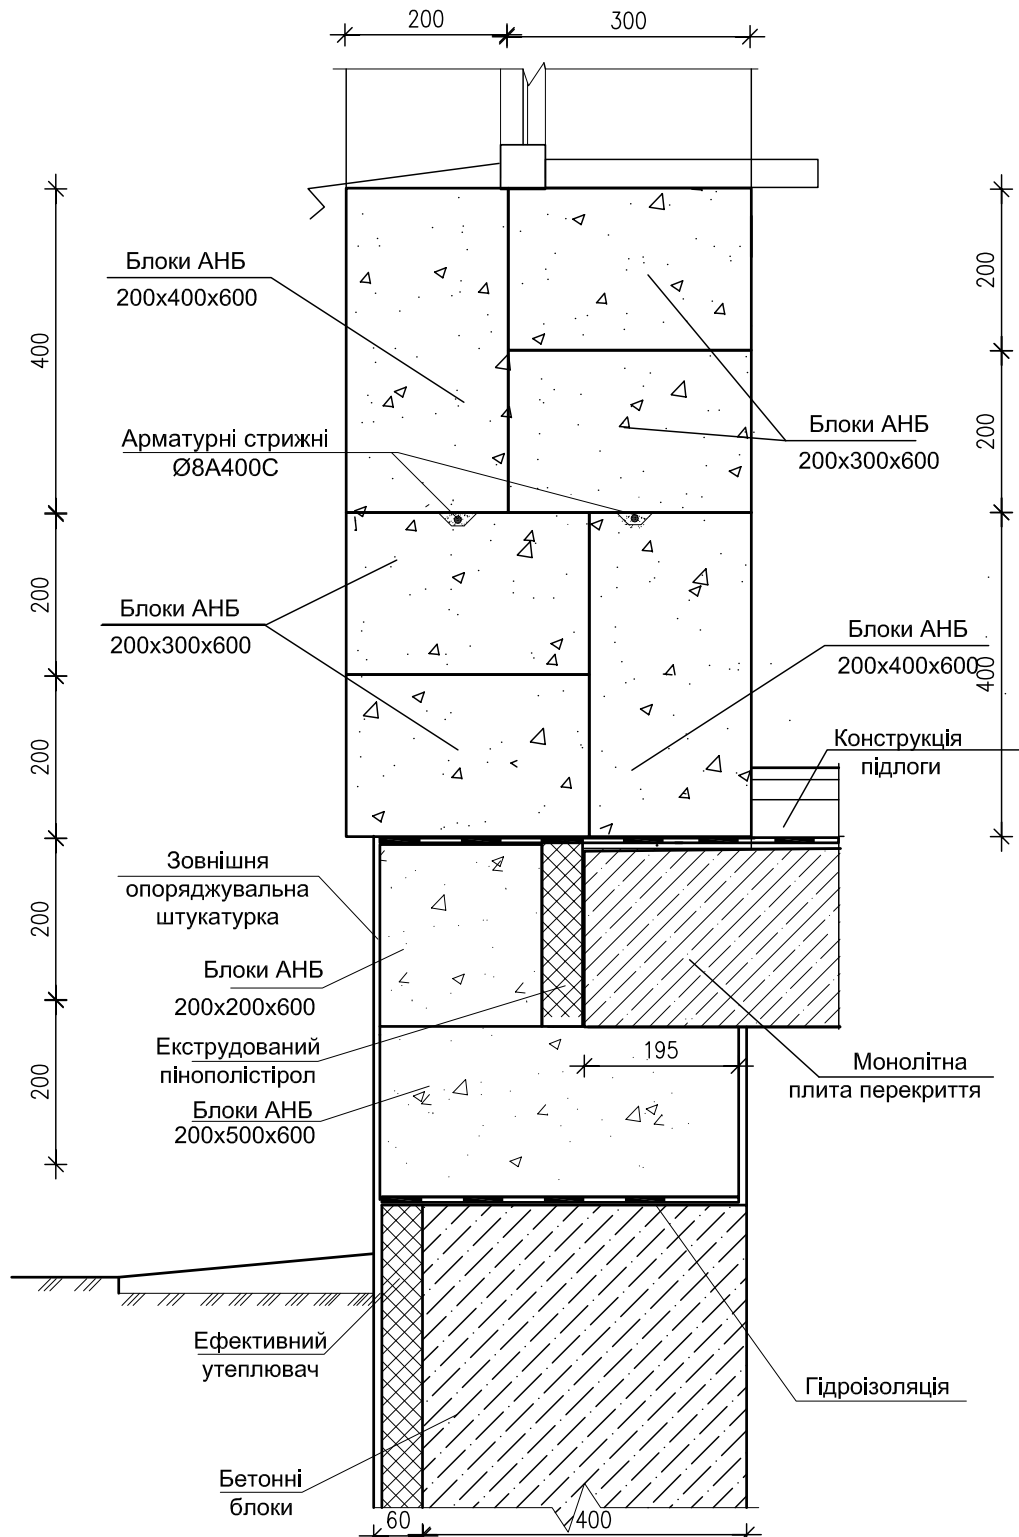 200
300
Блоки АНБ
200х400х600
200
400
Блоки АНБ
200х300х600
200
Арматурні стрижні
Ø8А400С
200
Блоки АНБ
200х300х600
Блоки АНБ
200х400х600
400
Конструкція
підлоги
200
Зовнішня
опоряджувальна
штукатурка
200
Блоки АНБ
200х200х600
Екструдований
пінополістірол
195
Монолітна
плита перекриття
200
Блоки АНБ
200х500х600
Ефективний
утеплювач
Гідроізоляція
Бетонні
блоки
60
400